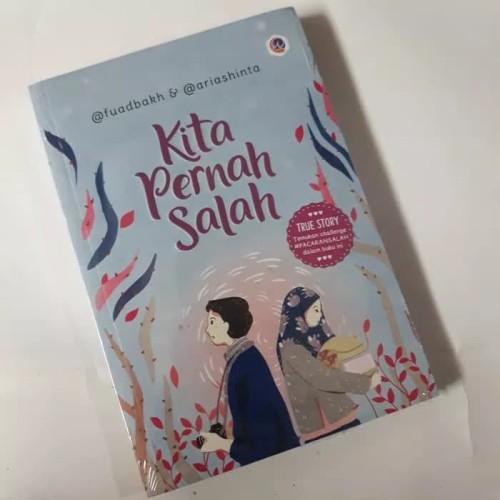 @fuadbakh & @ariashinta
Kita
Pernah
Salah
TRUE STORY
Temukan challenge
#PACARANSALAH
dalam buku ini